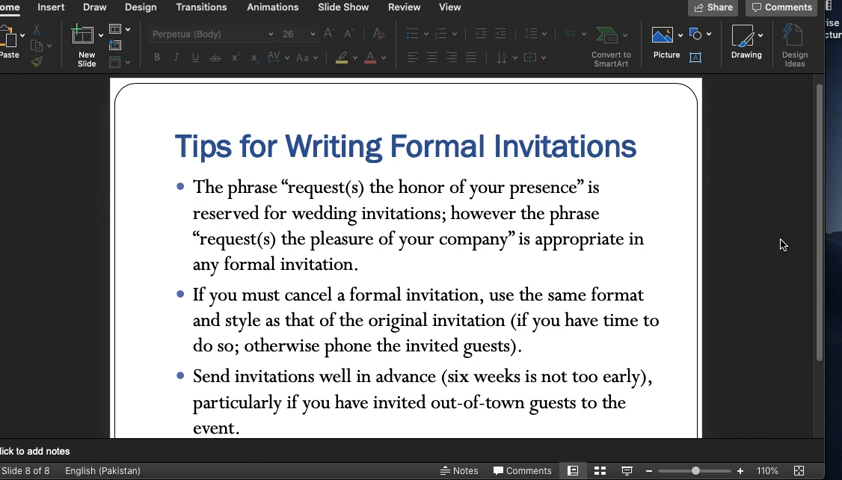 ome Insert Draw Design Transitions Animations Slide Show Review View Share Comments
Perpetua (Body) 26
Paste New Slide Convert to SmartArt Picture Drawing Design Ideas
Tips for Writing Formal Invitations
• The phrase “request(s) the honor of your presence” is
reserved for wedding invitations; however the phrase
“request(s) the pleasure of your company” is appropriate in
any formal invitation.
• If you must cancel a formal invitation, use the same format
and style as that of the original invitation (if you have time to
do so; otherwise phone the invited guests).
• Send invitations well in advance (six weeks is not too early),
particularly if you have invited out-of-town guests to the
event.
lick to add notes
Slide 8 of 8 English (Pakistan) Notes Comments 110%